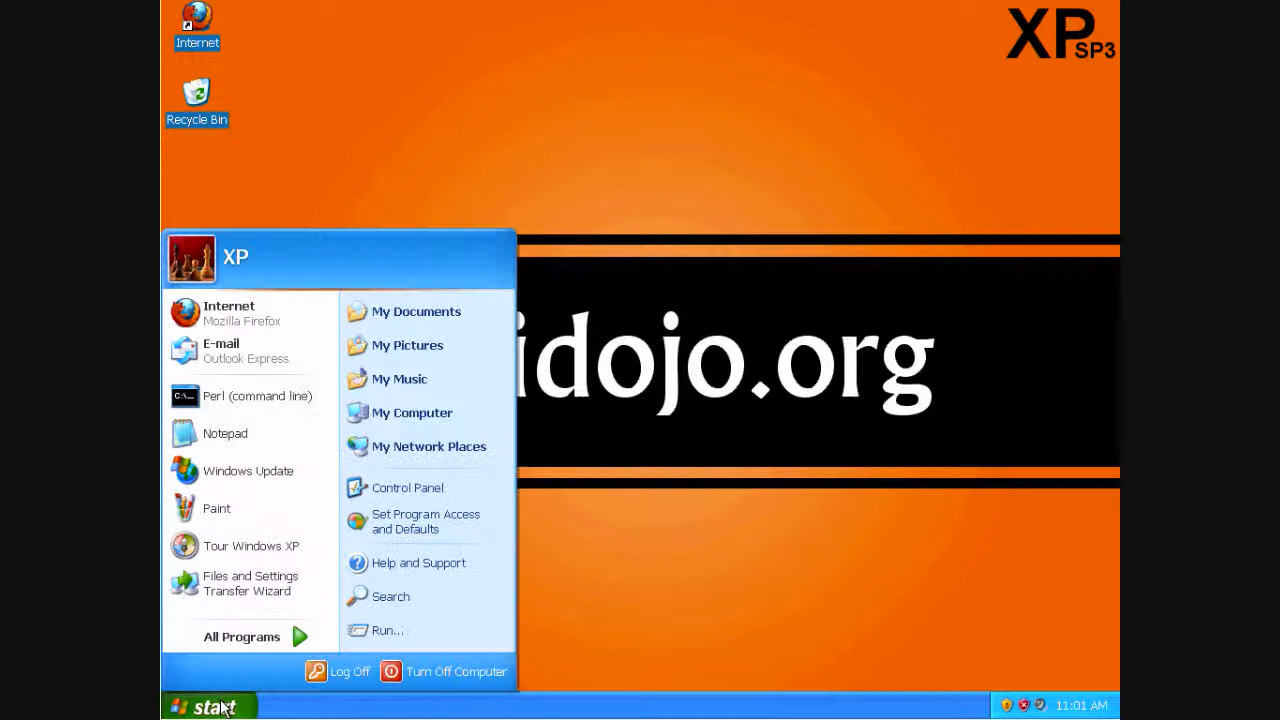 Internet
Recycle Bin
XP
SP3
XP
Internet
Mozilla Firefox
E-mail
Outlook Express
Perl (command line)
Notepad
Windows Update
Paint
Tour Windows XP
Files and Settings
Transfer Wizard
All Programs
My Documents
My Pictures
My Music
My Computer
My Network Places
Control Panel
Set Program Access
and Defaults
Help and Support
Search
Run...
Log Off
Turn Off Computer
idojo.org
start
11:01 AM